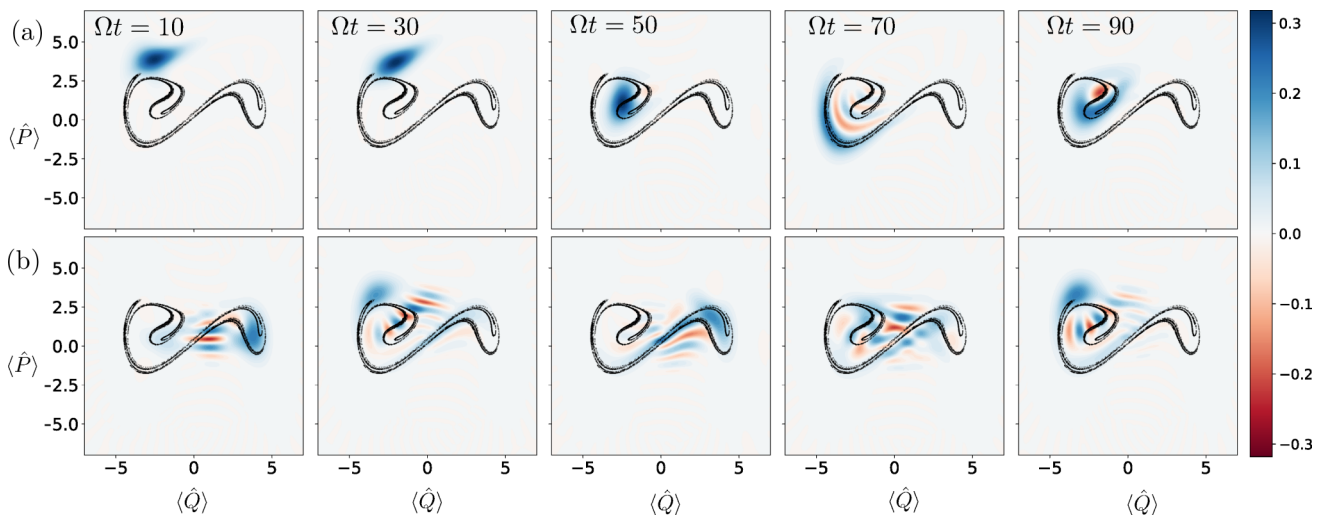 (a)
Ωt = 10
Ωt = 30
Ωt = 50
Ωt = 70
Ωt = 90
5.0
2.5
0.0
-2.5
-5.0
⟨P̂⟩
0.3
0.2
0.1
0.0
−0.1
−0.2
−0.3
(b)
5.0
2.5
0.0
-2.5
-5.0
⟨P̂⟩
−5 0 5 −5 0 5 −5 0 5 −5 0 5 −5 0 5
⟨Q̂⟩ ⟨Q̂⟩ ⟨Q̂⟩ ⟨Q̂⟩ ⟨Q̂⟩